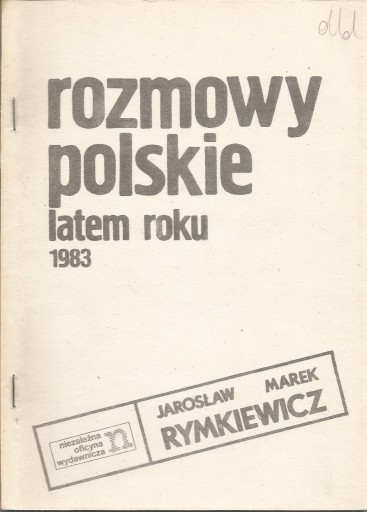 rozmowy
polskie
latem roku
1983
JAROSŁAW MAREK
RYMKIEWICZ
niezależna
oficyna
wydawnicza